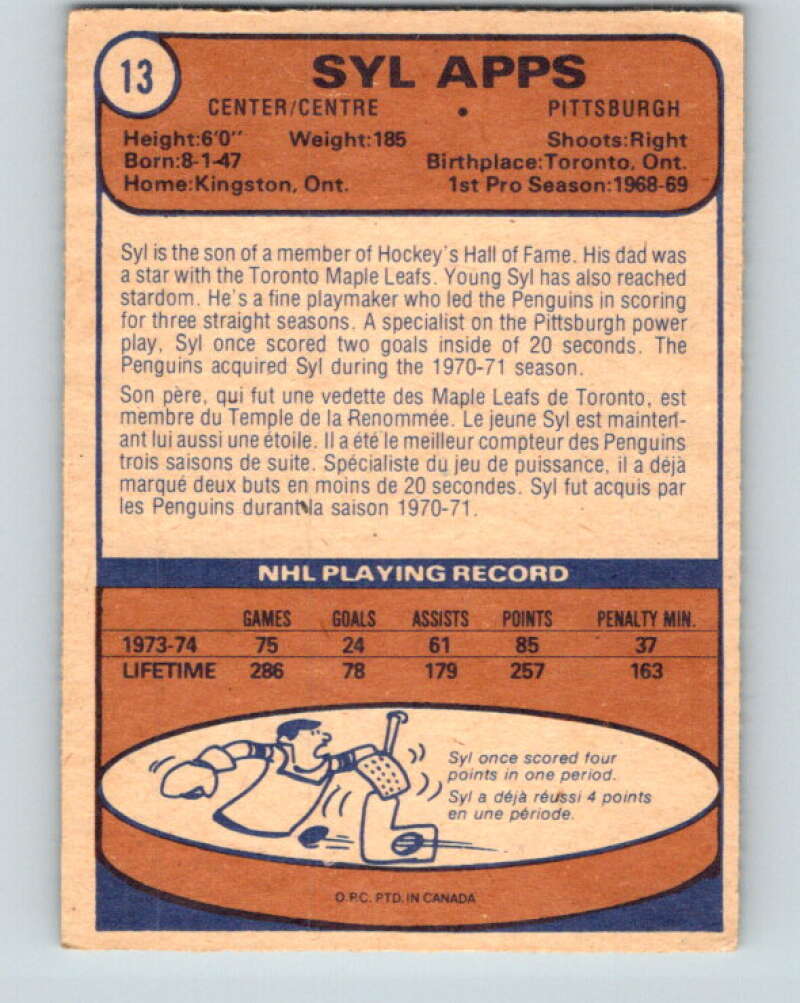 13
SYL APPS
CENTER/CENTRE • PITTSBURGH
Height:6'0" Weight:185 Shoots:Right
Born:8-1-47 Birthplace:Toronto, Ont.
Home:Kingston, Ont. 1st Pro Season:1968-69
Syl is the son of a member of Hockey's Hall of Fame. His dad was
a star with the Toronto Maple Leafs. Young Syl has also reached
stardom. He's a fine playmaker who led the Penguins in scoring
for three straight seasons. A specialist on the Pittsburgh power
play, Syl once scored two goals inside of 20 seconds. The
Penguins acquired Syl during the 1970-71 season.
Son père, qui fut une vedette des Maple Leafs de Toronto, est
membre du Temple de la Renommée. Le jeune Syl est mainten-
ant lui aussi une étoile. Il a été le meilleur compteur des Penguins
trois saisons de suite. Spécialiste du jeu de puissance, il a déjà
marqué deux buts en moins de 20 secondes. Syl fut acquis par
les Penguins durant la saison 1970-71.
NHL PLAYING RECORD
GAMES GOALS ASSISTS POINTS PENALTY MIN.
1973-74 75 24 61 85 37
LIFETIME 286 78 179 257 163
Syl once scored four
points in one period.
Syl a déjà réussi 4 points
en une période.
O.P.C. PTD. IN CANADA